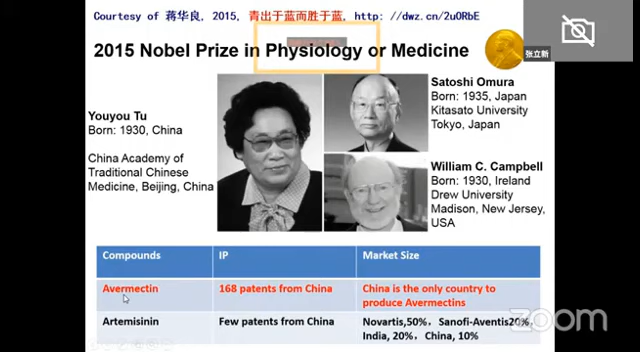 Courtesy of 蒋华良, 2015, 青出于蓝而胜于蓝, http: //dwz.cn/2uORbE
2015 Nobel Prize in Physiology or Medicine
张立新
Youyou Tu
Born: 1930, China
China Academy of
Traditional Chinese
Medicine, Beijing, China
Satoshi Omura
Born: 1935, Japan
Kitasato University
Tokyo, Japan
William C. Campbell
Born: 1930, Ireland
Drew University
Madison, New Jersey,
USA
Compounds IP Market Size
Avermectin 168 patents from China China is the only country to
produce Avermectins
Artemisinin Few patents from China Novartis,50%, Sanofi-Aventis20%,
India, 20%, China, 10%
zoom